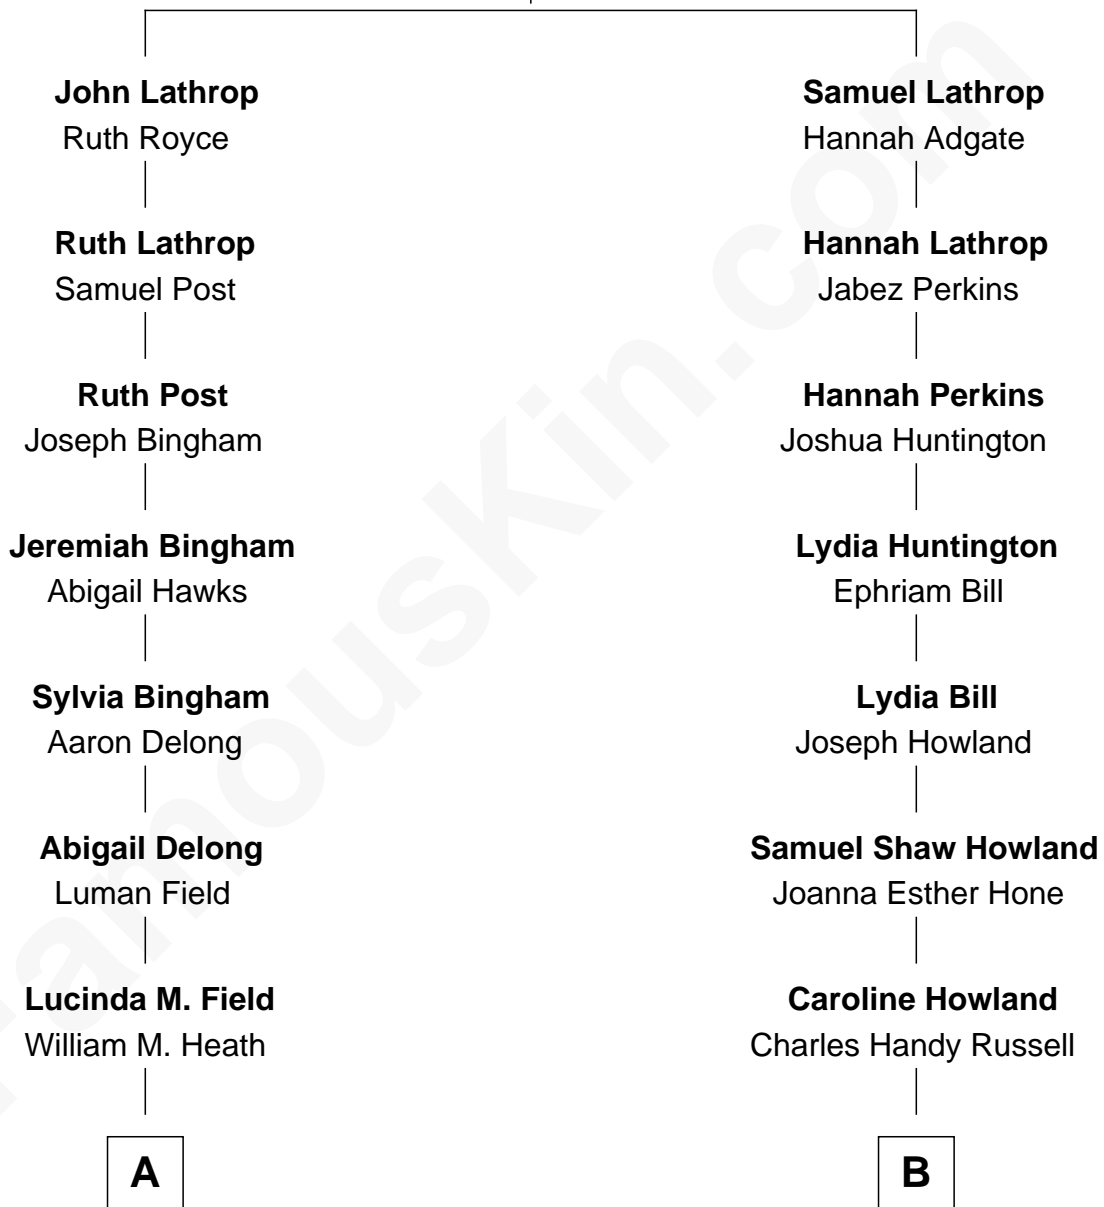 John Lathrop
Ruth Royce
Ruth Lathrop
Samuel Post
Ruth Post
Joseph Bingham
Jeremiah Bingham
Abigail Hawks
Sylvia Bingham
Aaron Delong
Abigail Delong
Luman Field
Lucinda M. Field
William M. Heath
A
Samuel Lathrop
Hannah Adgate
Hannah Lathrop
Jabez Perkins
Hannah Perkins
Joshua Huntington
Lydia Huntington
Ephriam Bill
Lydia Bill
Joseph Howland
Samuel Shaw Howland
Joanna Esther Hone
Caroline Howland
Charles Handy Russell
B
FamousKin.com